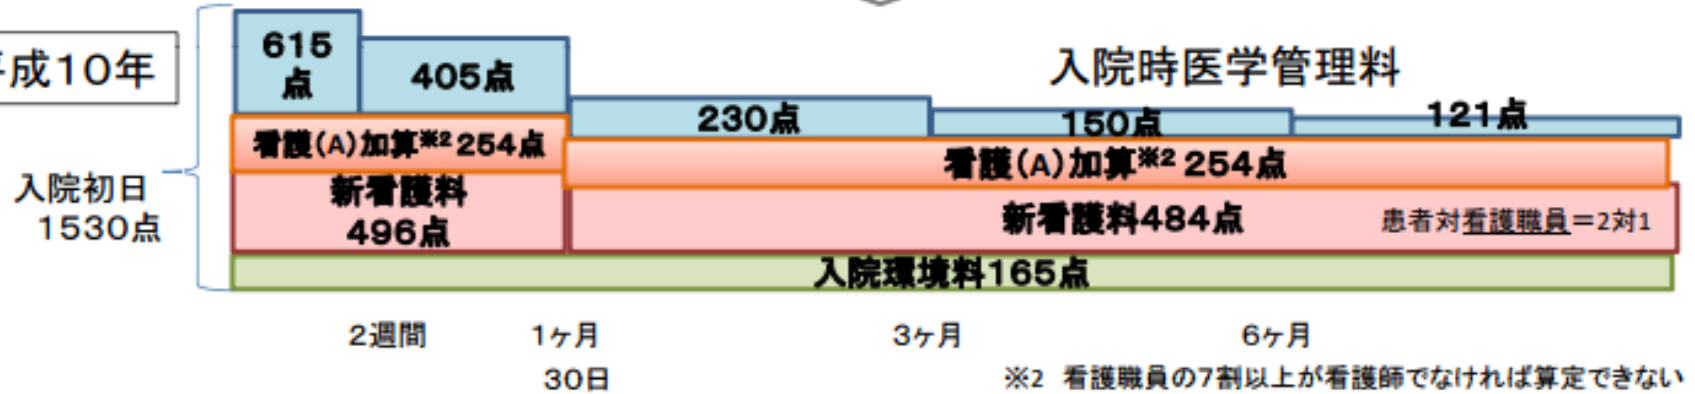 成10年
615
点
405点
入院時医学管理料
230点
150点
121点
看護(A)加算※2 254点
看護(A)加算※2 254点
入院初日
1530点
新看護料
496点
新看護料484点
患者対看護職員=2対1
入院環境料165点
2週間
1ヶ月
3ヶ月
6ヶ月
30日
※2 看護職員の7割以上が看護師でなければ算定できない